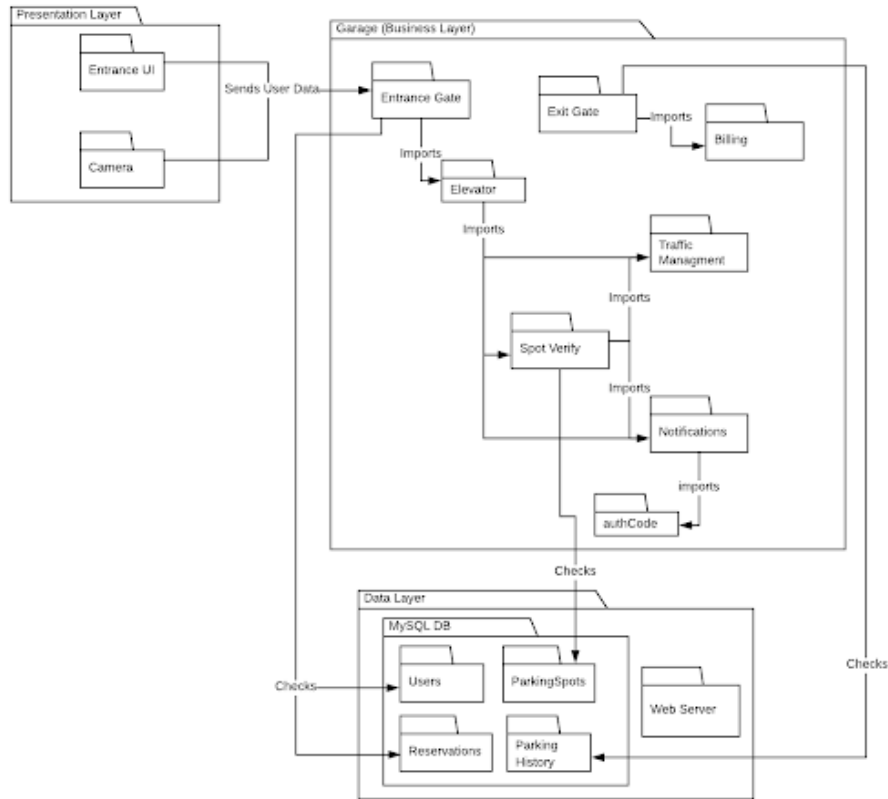 Presentation Layer
Entrance UI
Camera
Sends User Data
Garage (Business Layer)
Entrance Gate
Exit Gate
Imports
Billing
Imports
Elevator
Imports
Traffic
Managment
Imports
Spot Verify
Imports
Notifications
imports
authCode
Checks
Data Layer
MySQL DB
Users
ParkingSpots
Web Server
Checks
Checks
Reservations
Parking
History